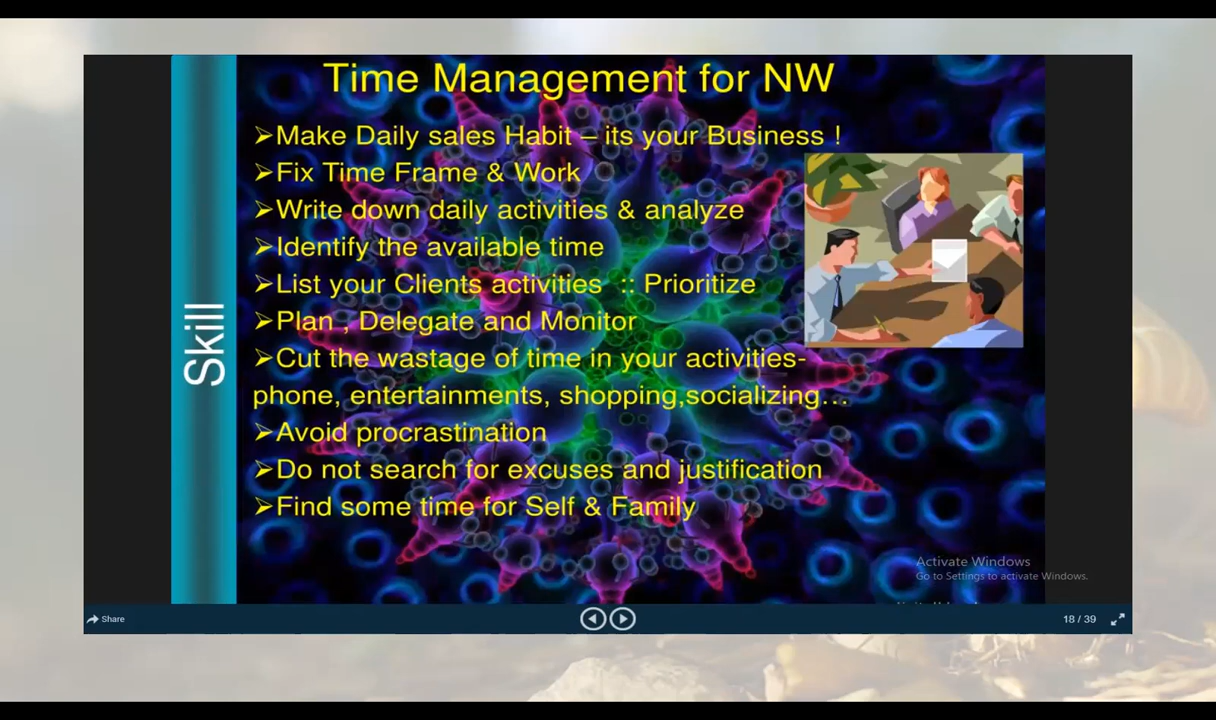 Time Management for NW
➢Make Daily sales Habit – its your Business !
➢Fix Time Frame & Work
➢Write down daily activities & analyze
➢Identify the available time
➢List your Clients activities :: Prioritize
➢Plan , Delegate and Monitor
➢Cut the wastage of time in your activities-
phone, entertainments, shopping,socializing…
➢Avoid procrastination
➢Do not search for excuses and justification
➢Find some time for Self & Family
Skill
Activate Windows
Go to Settings to activate Windows.
Share
18 / 39